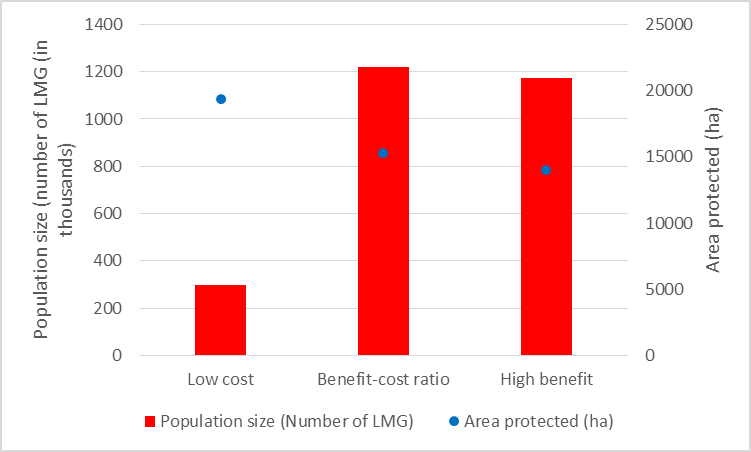 1400
1200
1000
800
600
400
200
0
Population size (number of LMG (in
thousands)
25000
20000
15000
10000
5000
0
Area protected (ha)
Low cost
Benefit-cost ratio
High benefit
Population size (Number of LMG)
Area protected (ha)